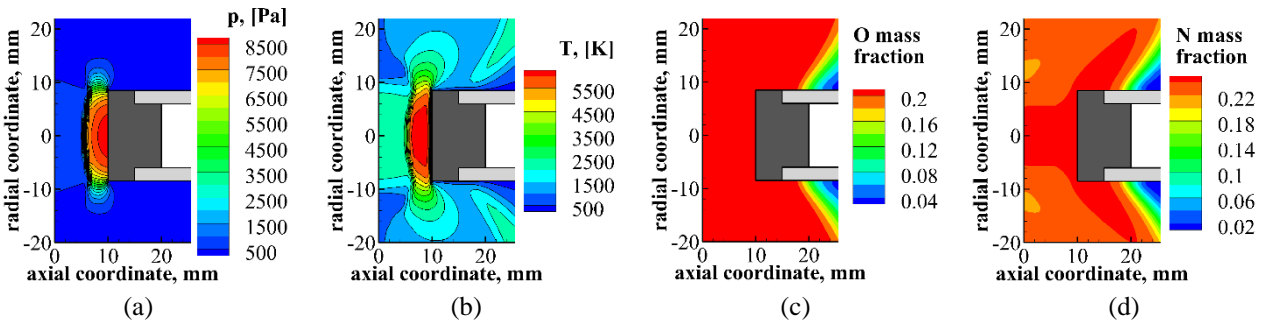 20
10
0
-10
-20
radial coordinate, mm
0 10 20
axial coordinate, mm
p, [Pa]
8500
7500
6500
5500
4500
3500
2500
1500
500
(a)
20
10
0
-10
-20
radial coordinate, mm
0 10 20
axial coordinate, mm
T, [K]
5500
4500
3500
2500
1500
500
(b)
20
10
0
-10
-20
radial coordinate, mm
0 10 20
axial coordinate, mm
O mass
fraction
0.2
0.16
0.12
0.08
0.04
(c)
20
10
0
-10
-20
radial coordinate, mm
0 10 20
axial coordinate, mm
N mass
fraction
0.22
0.18
0.14
0.1
0.06
0.02
(d)